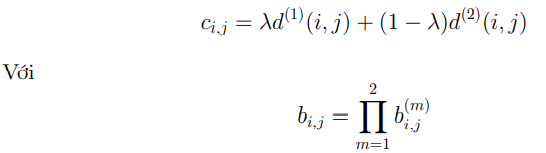 c_{i,j} = λd^{(1)}(i, j) + (1 − λ)d^{(2)}(i, j)
Với
b_{i,j} = ∏_{m=1}^{2} b_{i,j}^{(m)}